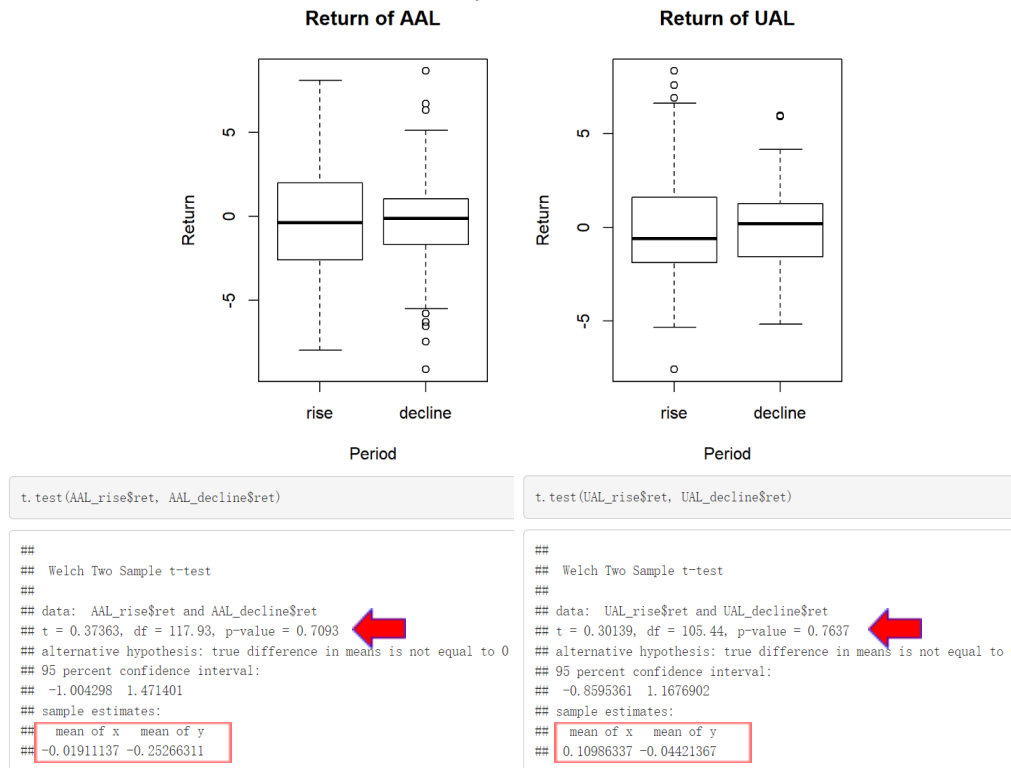 Return of AAL
Return
5
0
-5
rise
decline
Period
Return of UAL
Return
5
0
-5
rise
decline
Period
t.test(AAL_rise$ret, AAL_decline$ret)
##
##  Welch Two Sample t-test
##
## data:  AAL_rise$ret and AAL_decline$ret
## t = 0.37363, df = 117.93, p-value = 0.7093
## alternative hypothesis: true difference in means is not equal to 0
## 95 percent confidence interval:
##  -1.004298  1.471401
## sample estimates:
##   mean of x   mean of y
## -0.01911137 -0.25266311
t.test(UAL_rise$ret, UAL_decline$ret)
##
##  Welch Two Sample t-test
##
## data:  UAL_rise$ret and UAL_decline$ret
## t = 0.30139, df = 105.44, p-value = 0.7637
## alternative hypothesis: true difference in means is not equal to
## 95 percent confidence interval:
##  -0.8595361  1.1676902
## sample estimates:
##   mean of x   mean of y
##  0.10986337 -0.04421367